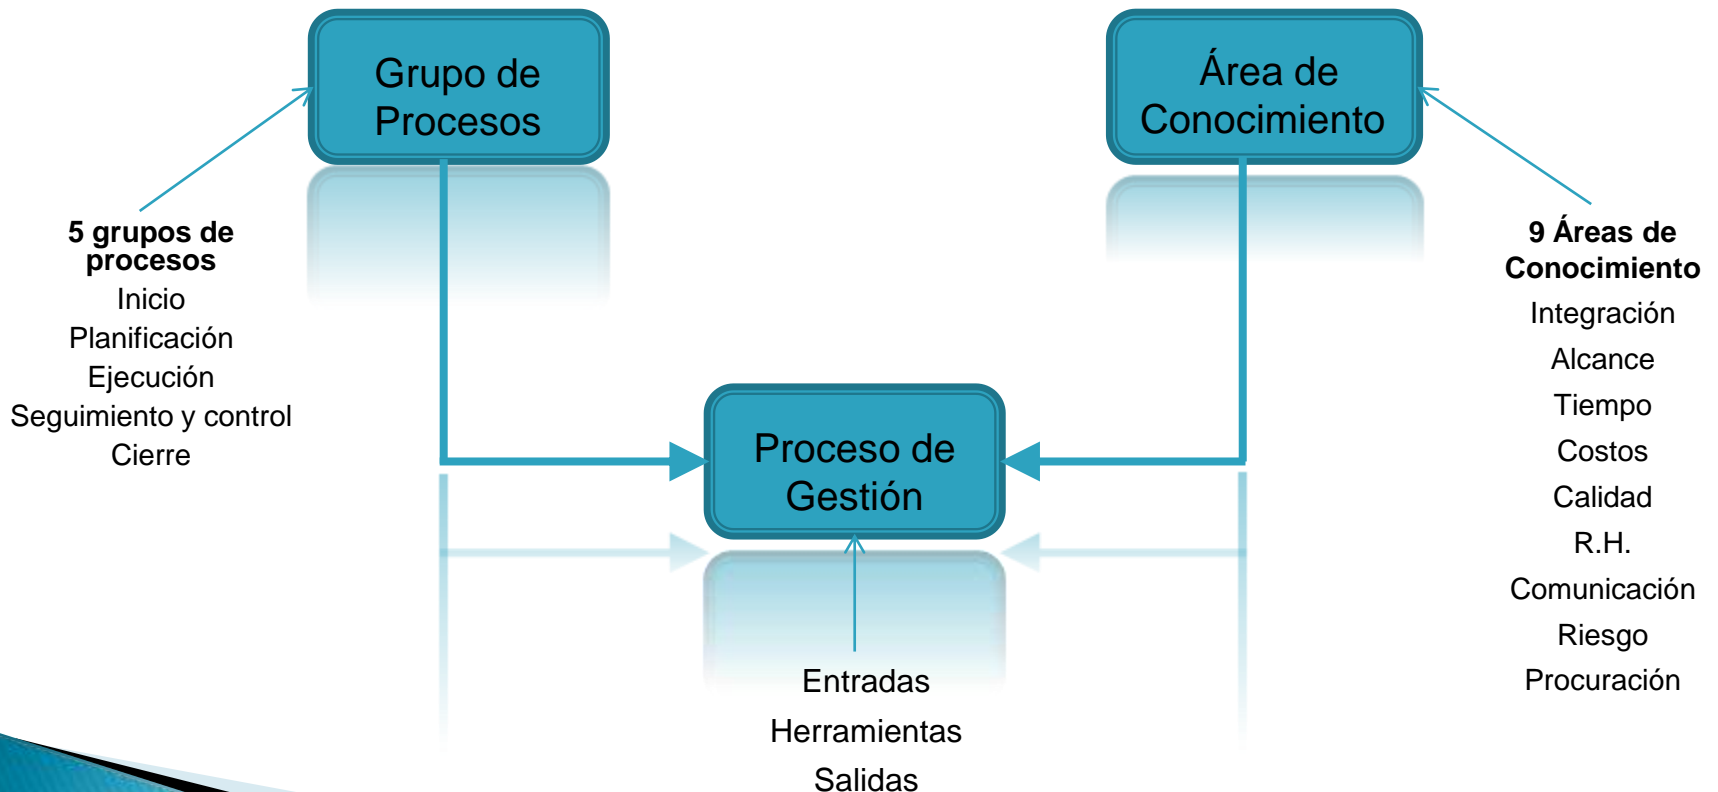 Grupo de
Procesos
Área de
Conocimiento
5 grupos de
procesos
Inicio
Planificación
Ejecución
Seguimiento y control
Cierre
9 Áreas de
Conocimiento
Integración
Alcance
Tiempo
Costos
Calidad
R.H.
Comunicación
Riesgo
Procuración
Proceso de
Gestión
Entradas
Herramientas
Salidas